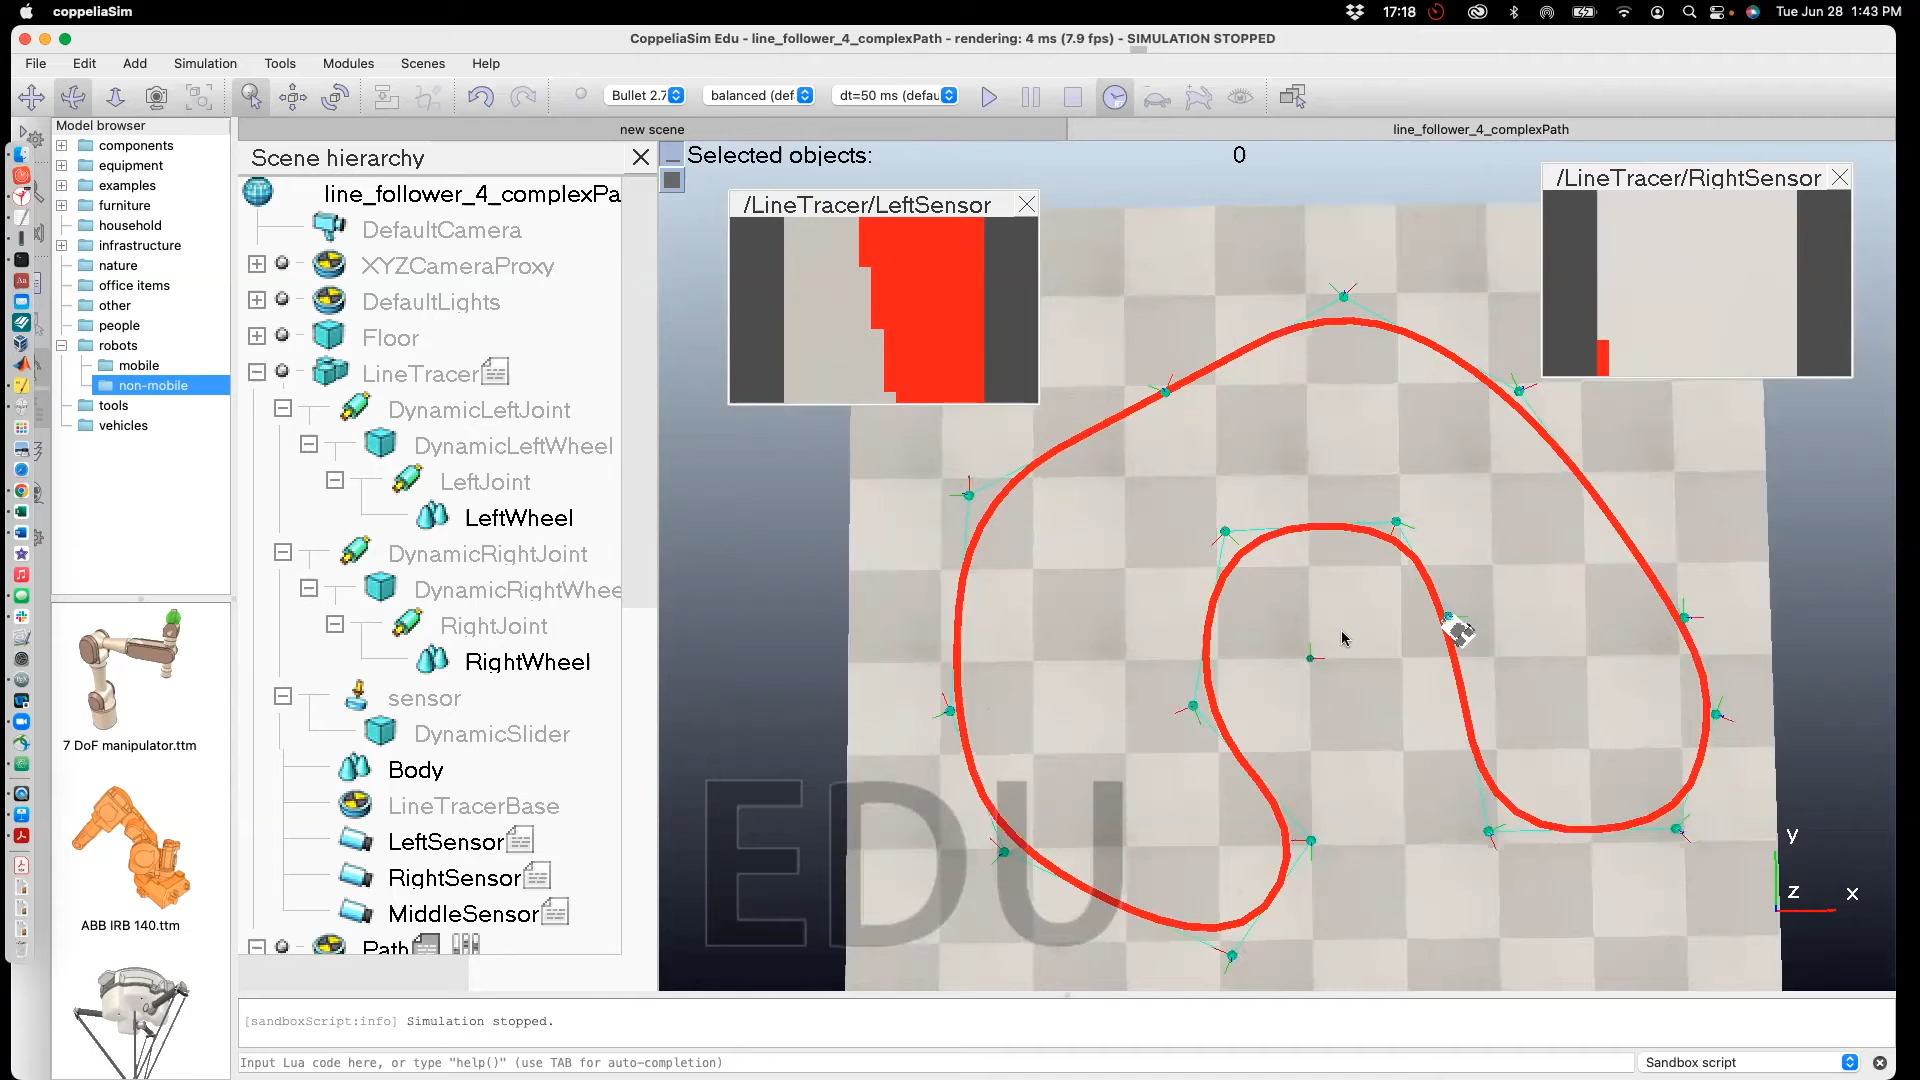 coppeliaSim
17:18
Tue Jun 28 1:43 PM
CoppeliaSim Edu - line_follower_4_complexPath - rendering: 4 ms (7.9 fps) - SIMULATION STOPPED
File Edit Add Simulation Tools Modules Scenes Help
Bullet 2.7
balanced (def
dt=50 ms (defau
Model browser
new scene
line_follower_4_complexPath
components
equipment
examples
furniture
household
infrastructure
nature
office items
other
people
robots
mobile
non-mobile
tools
vehicles
7 DoF manipulator.ttm
ABB IRB 140.ttm
Scene hierarchy
line_follower_4_complexPa
DefaultCamera
XYZCameraProxy
DefaultLights
Floor
LineTracer
DynamicLeftJoint
DynamicLeftWheel
LeftJoint
LeftWheel
DynamicRightJoint
DynamicRightWhee
RightJoint
RightWheel
sensor
DynamicSlider
Body
LineTracerBase
LeftSensor
RightSensor
MiddleSensor
Path
Selected objects:
0
/LineTracer/LeftSensor
/LineTracer/RightSensor
EDU
y
z
x
[sandboxScript:info] Simulation stopped.
Input Lua code here, or type "help()" (use TAB for auto-completion)
Sandbox script